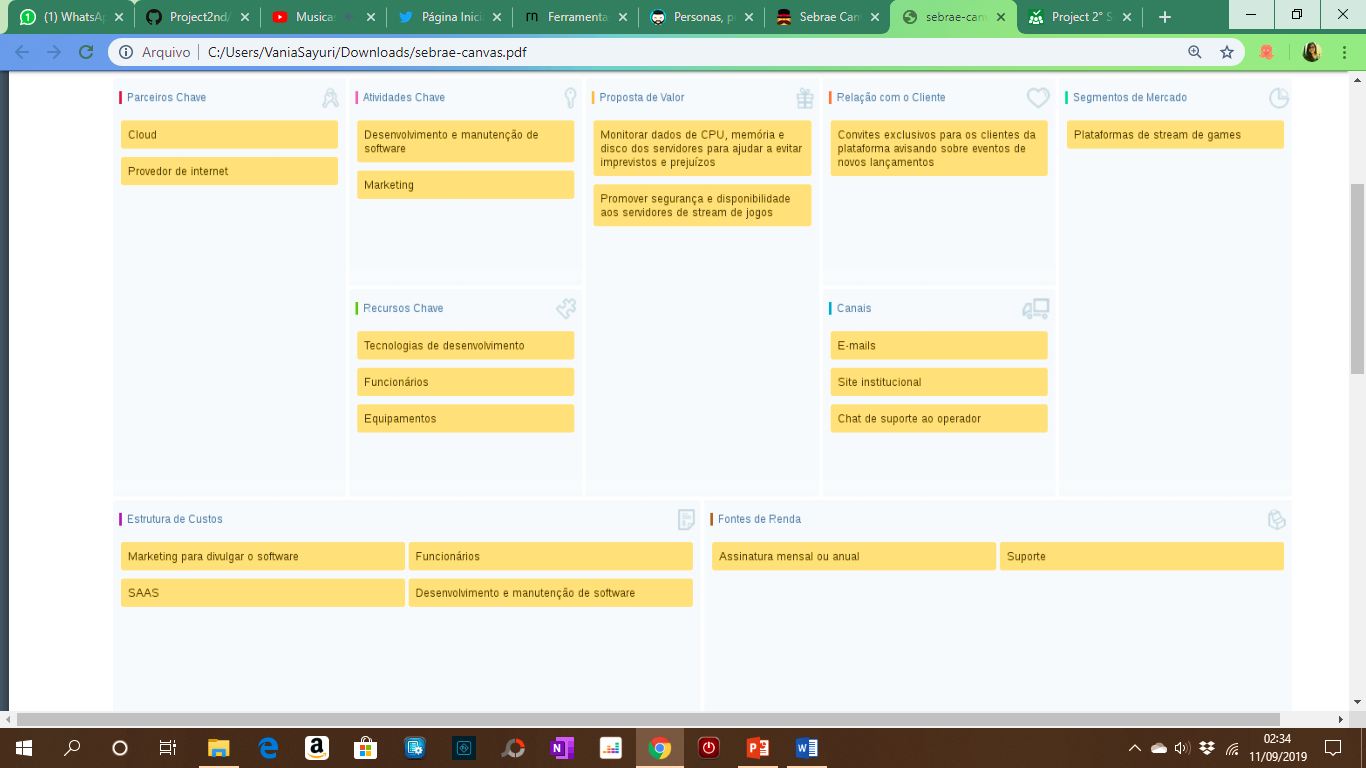 (1) WhatsAp
Project2nd/
Musicas
Página Inici
Ferramenta
Personas, p
Sebrae Can
sebrae-can
Project 2° S
Arquivo
C:/Users/VaniaSayuri/Downloads/sebrae-canvas.pdf
Parceiros Chave
Cloud
Provedor de internet
Atividades Chave
Desenvolvimento e manutenção de
software
Marketing
Recursos Chave
Tecnologias de desenvolvimento
Funcionários
Equipamentos
Proposta de Valor
Monitorar dados de CPU, memória e
disco dos servidores para ajudar a evitar
imprevistos e prejuízos
Promover segurança e disponibilidade
aos servidores de stream de jogos
Relação com o Cliente
Convites exclusivos para os clientes da
plataforma avisando sobre eventos de
novos lançamentos
Canais
E-mails
Site institucional
Chat de suporte ao operador
Segmentos de Mercado
Plataformas de stream de games
Estrutura de Custos
Marketing para divulgar o software
Funcionários
SAAS
Desenvolvimento e manutenção de software
Fontes de Renda
Assinatura mensal ou anual
Suporte
02:34
11/09/2019